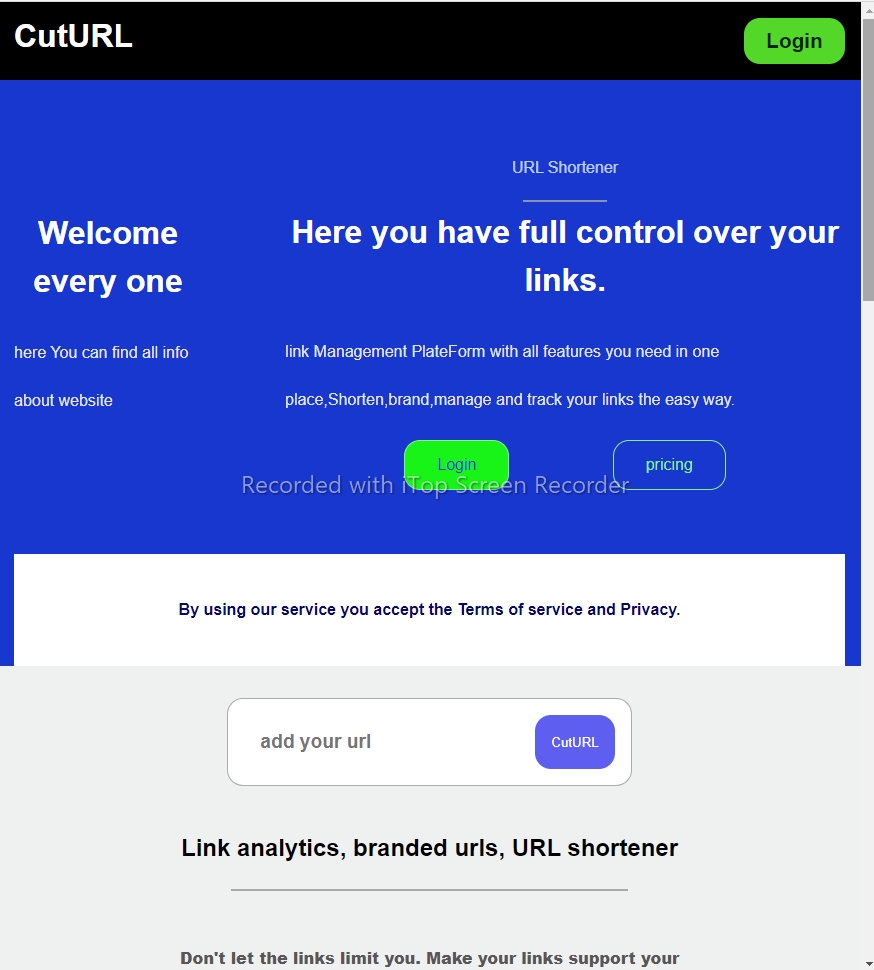 CutURL
Login
URL Shortener
Welcome
every one
Here you have full control over your
links.
here You can find all info
about website
link Management PlateForm with all features you need in one
place,Shorten,brand,manage and track your links the easy way.
Login
pricing
Recorded with iTop Screen Recorder
By using our service you accept the Terms of service and Privacy.
add your url
CutURL
Link analytics, branded urls, URL shortener
Don't let the links limit you. Make your links support your